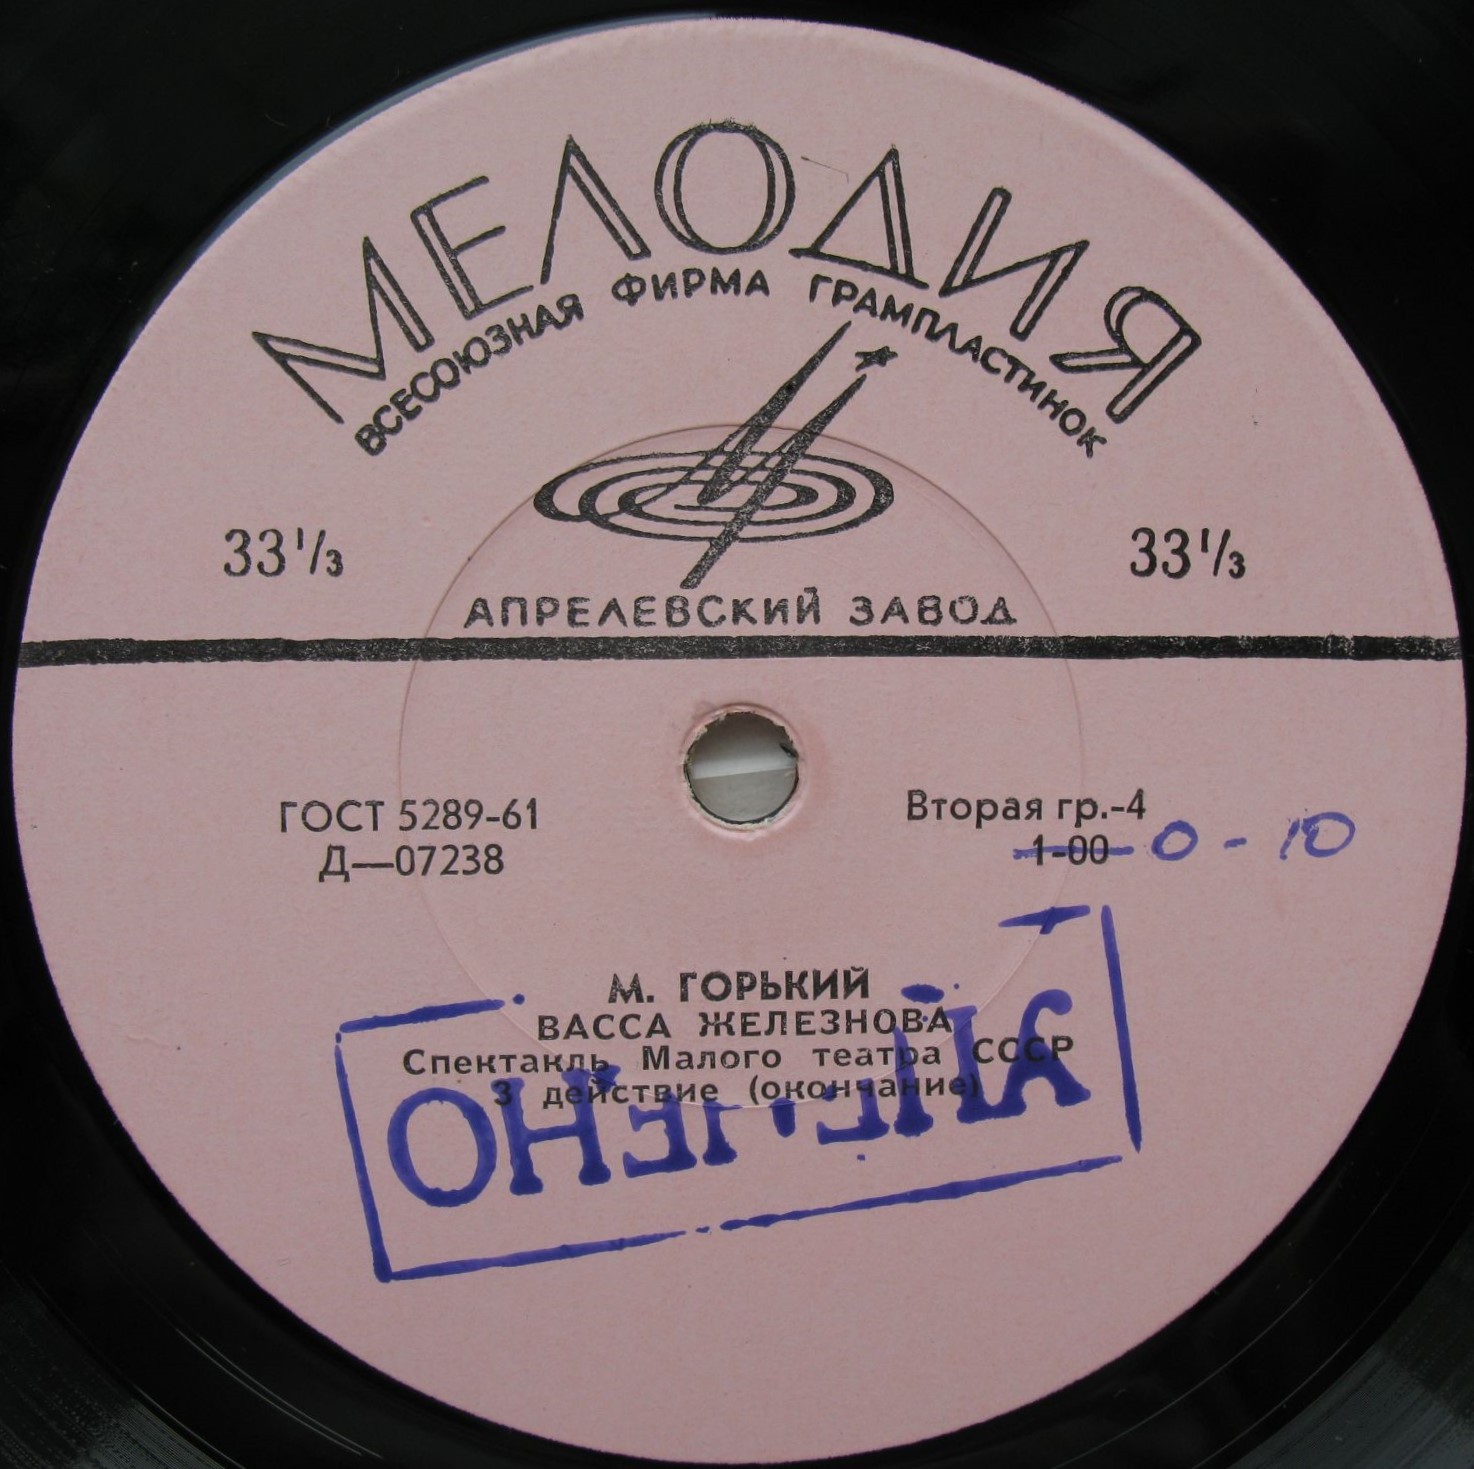 МЕЛОДИЯ
ВСЕСОЮЗНАЯ ФИРМА ГРАМПЛАСТИНОК
33⅓ 33⅓
АПРЕЛЕВСКИЙ ЗАВОД
ГОСТ 5289-61
Д—07238
Вторая гр.-4
1-00 0-10
М. ГОРЬКИЙ
ВАССА ЖЕЛЕЗНОВА
Спектакль Малого театра СССР
3 действие (окончание)